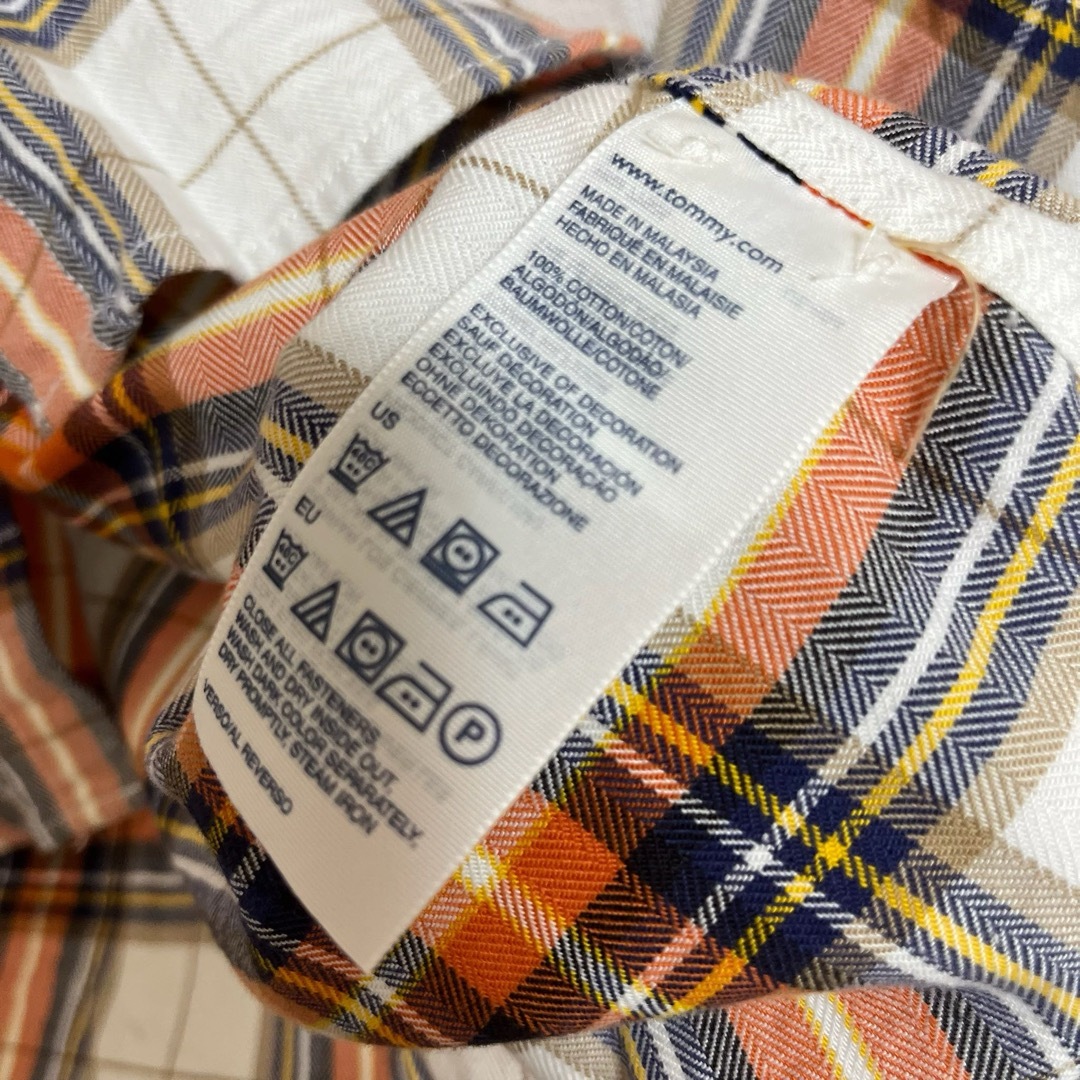 www.tommy.com
MADE IN MALAYSIA
FABRIQUÉ EN MALAISIE
HECHO EN MALASIA
100% COTTON/COTON/
ALGODÓN/ALGODÃO/
BAUMWOLLE/COTONE
EXCLUSIVE OF DECORATION
SAUF DÉCORATION
EXCLUYE LA DECORACIÓN
EXCLUINDO DECORAÇÃO
OHNE DEKORATION
ECCETTO DECORAZIONE
US
EU
P
CLOSE ALL FASTENERS.
WASH AND DRY INSIDE OUT.
WASH DARK COLOR SEPARATELY.
DRY PROMPTLY. STEAM IRON
VERSO/AL REVERSO